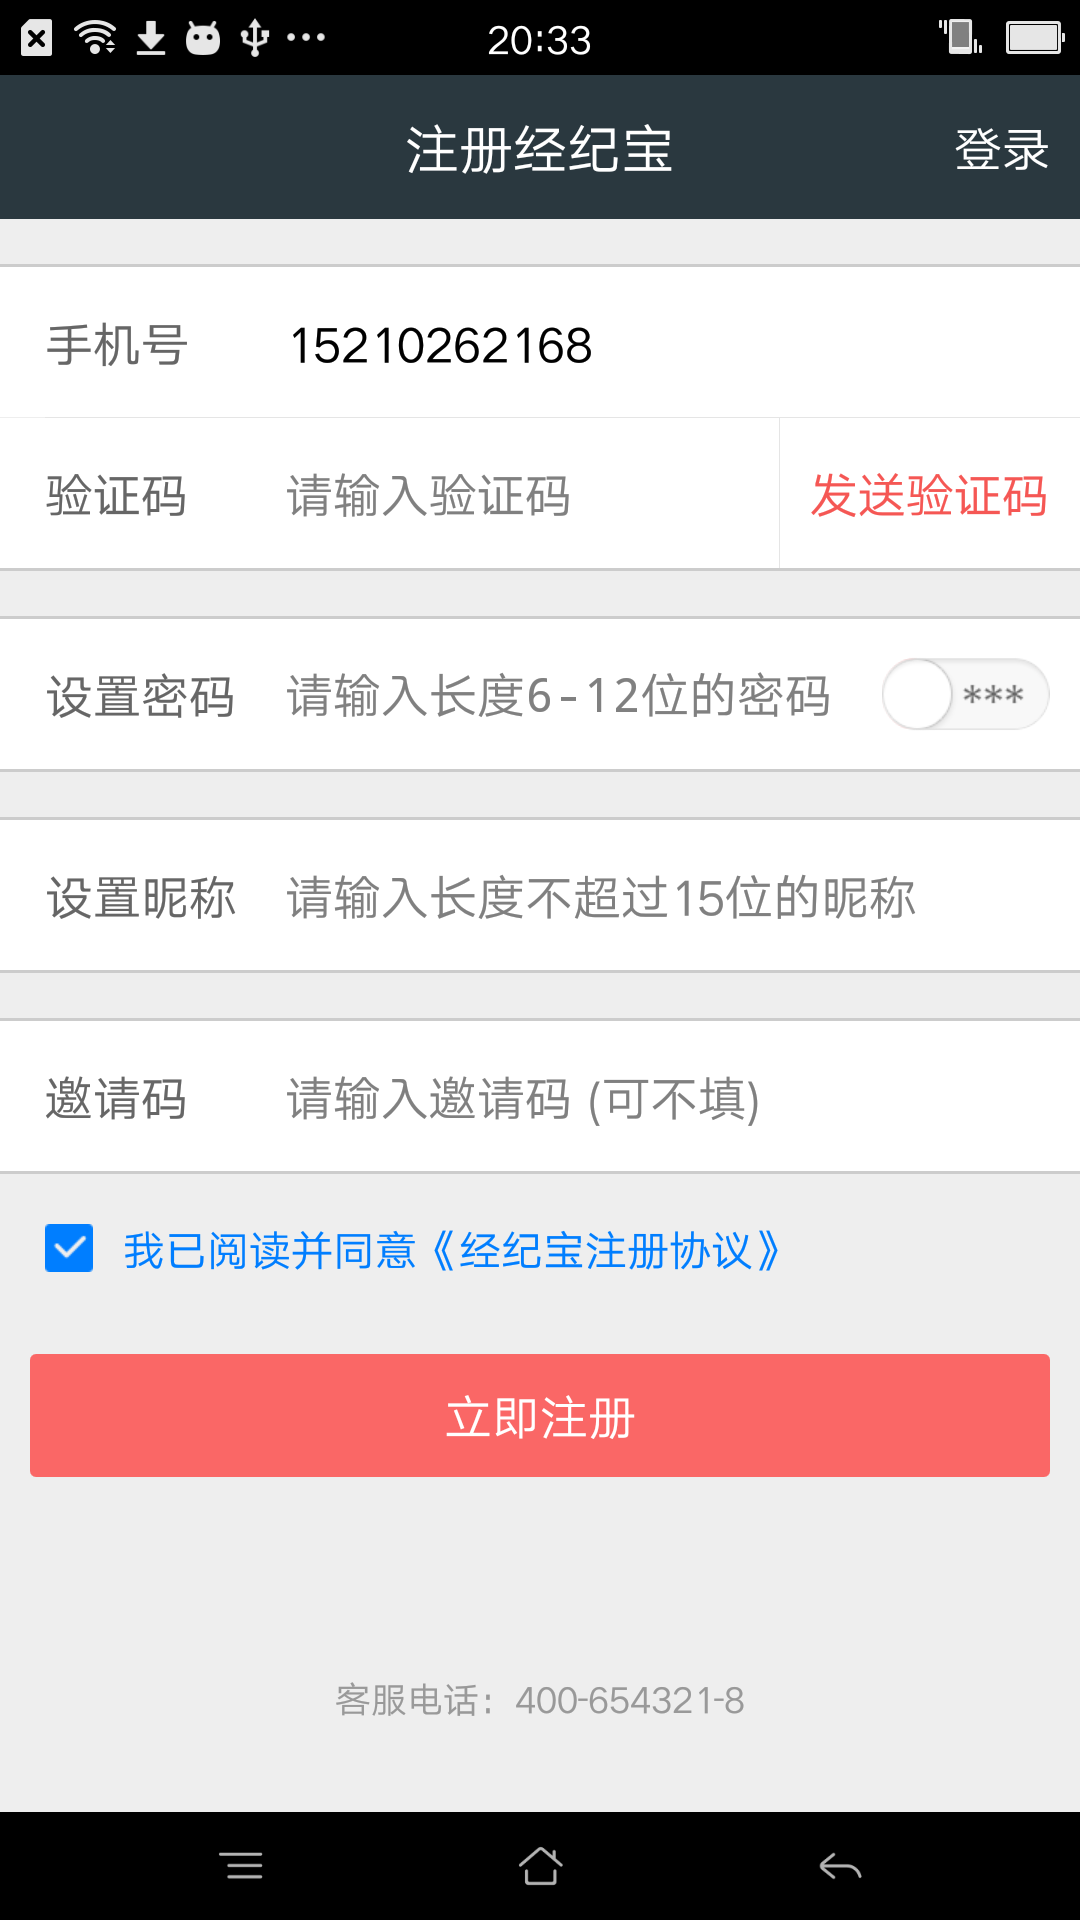 20:33
注册经纪宝 登录
手机号 15210262168
验证码 请输入验证码 发送验证码
设置密码 请输入长度6-12位的密码 ***
设置昵称 请输入长度不超过15位的昵称
邀请码 请输入邀请码 (可不填)
我已阅读并同意《经纪宝注册协议》
立即注册
客服电话：400-654321-8